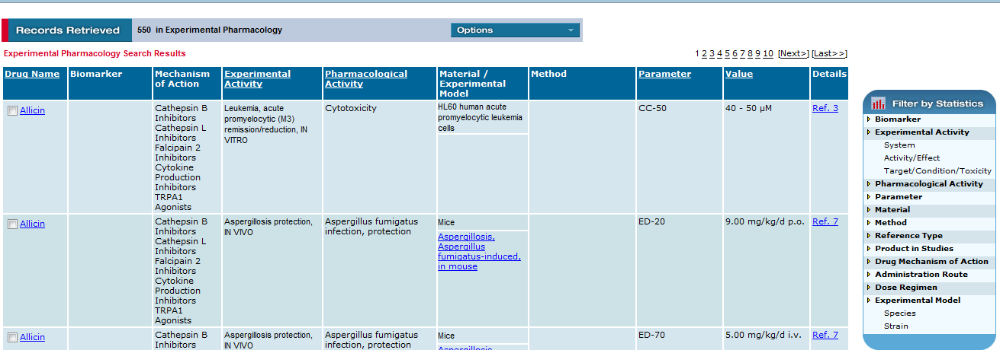 Records Retrieved 550 in Experimental Pharmacology Options
Experimental Pharmacology Search Results 1 2 3 4 5 6 7 8 9 10 [Next>] [Last>>]
Drug Name
Biomarker
Mechanism
of Action
Experimental
Activity
Pharmacological
Activity
Material /
Experimental
Model
Method
Parameter
Value
Details
Allicin
Cathepsin B
Inhibitors
Cathepsin L
Inhibitors
Falcipain 2
Inhibitors
Cytokine
Production
Inhibitors
TRPA1
Agonists
Leukemia, acute
promyelocytic (M3)
remission/reduction, IN
VITRO
Cytotoxicity
HL60 human acute
promyelocytic leukemia
cells
CC-50
40 - 50 µM
Ref. 3
Allicin
Cathepsin B
Inhibitors
Cathepsin L
Inhibitors
Falcipain 2
Inhibitors
Cytokine
Production
Inhibitors
TRPA1
Agonists
Aspergillosis protection,
IN VIVO
Aspergillus fumigatus
infection, protection
Mice
Aspergillosis,
Aspergillus
fumigatus-induced,
in mouse
ED-20
9.00 mg/kg/d p.o.
Ref. 7
Allicin
Cathepsin B
Inhibitors
Aspergillosis protection,
IN VIVO
Aspergillus fumigatus
infection, protection
Mice
Aspergillosis,
ED-70
5.00 mg/kg/d i.v.
Ref. 7
Filter by Statistics
Biomarker
Experimental Activity
System
Activity/Effect
Target/Condition/Toxicity
Pharmacological Activity
Parameter
Material
Method
Reference Type
Product in Studies
Drug Mechanism of Action
Administration Route
Dose Regimen
Experimental Model
Species
Strain